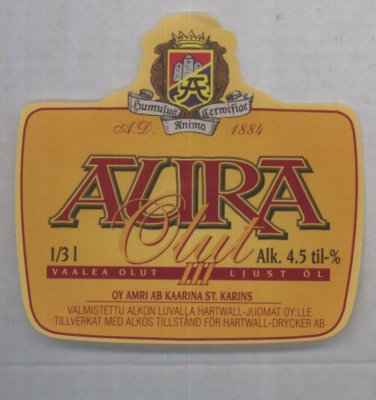 Humulus Cerwisiae
Anima
A.D. 1884
AURA
Olut
1/3 l
III
Alk. 4.5 til-%
VAALEA OLUT LJUST ÖL
OY AMRI AB KAARINA ST. KARINS
VALMISTETTU ALKON LUVALLA HARTWALL-JUOMAT OY:LLE
TILLVERKAT MED ALKOS TILLSTÅND FÖR HARTWALL-DRYCKER AB